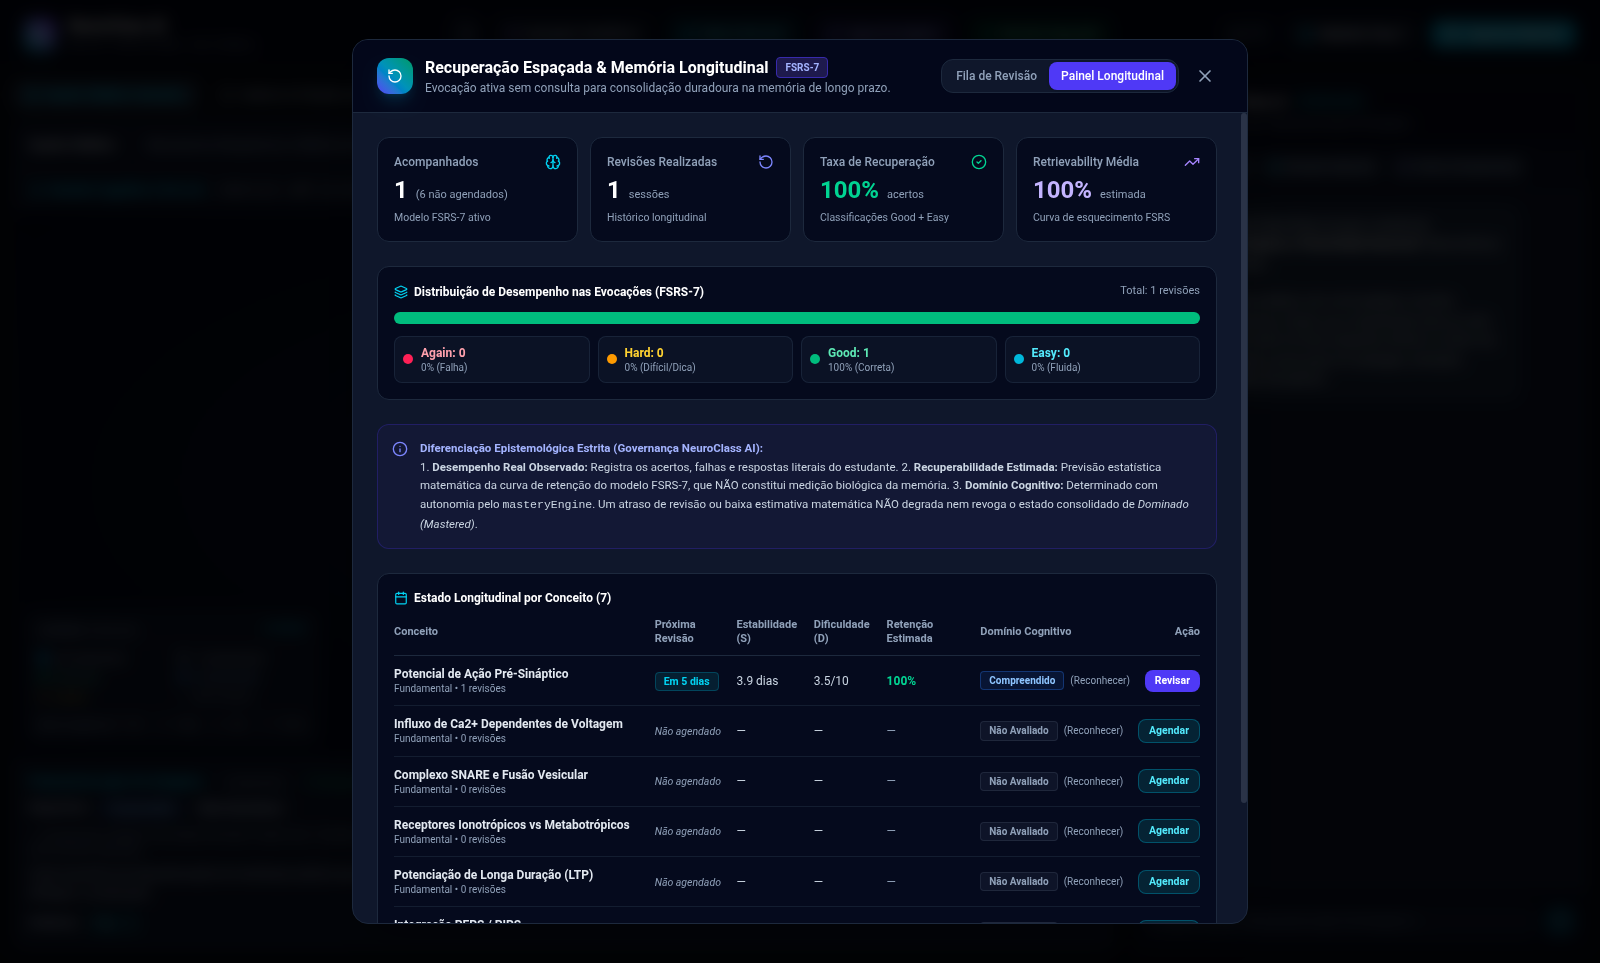 Recuperação Espaçada & Memória Longitudinal FSRS-7
Evocação ativa sem consulta para consolidação duradoura na memória de longo prazo.
Fila de Revisão Painel Longitudinal
Acompanhados
1 (6 não agendados)
Modelo FSRS-7 ativo
Revisões Realizadas
1 sessões
Histórico longitudinal
Taxa de Recuperação
100% acertos
Classificações Good + Easy
Retrievability Média
100% estimada
Curva de esquecimento FSRS
Distribuição de Desempenho nas Evocações (FSRS-7) Total: 1 revisões
Again: 0
0% (Falha)
Hard: 0
0% (Difícil/Dica)
Good: 1
100% (Correta)
Easy: 0
0% (Fluida)
Diferenciação Epistemológica Estrita (Governança NeuroClass AI):
1. Desempenho Real Observado: Registra os acertos, falhas e respostas literais do estudante. 2. Recuperabilidade Estimada: Previsão estatística
matemática da curva de retenção do modelo FSRS-7, que NÃO constitui medição biológica da memória. 3. Domínio Cognitivo: Determinado com
autonomia pelo masteryEngine. Um atraso de revisão ou baixa estimativa matemática NÃO degrada nem revoga o estado consolidado de Dominado
(Mastered).
Estado Longitudinal por Conceito (7)
Conceito Próxima Revisão Estabilidade (S) Dificuldade (D) Retenção Estimada Domínio Cognitivo Ação
Potencial de Ação Pré-Sináptico
Fundamental • 1 revisões
Em 5 dias 3.9 dias 3.5/10 100% Compreendido (Reconhecer) Revisar
Influxo de Ca2+ Dependentes de Voltagem
Fundamental • 0 revisões
Não agendado — — — Não Avaliado (Reconhecer) Agendar
Complexo SNARE e Fusão Vesicular
Fundamental • 0 revisões
Não agendado — — — Não Avaliado (Reconhecer) Agendar
Receptores Ionotrópicos vs Metabotrópicos
Fundamental • 0 revisões
Não agendado — — — Não Avaliado (Reconhecer) Agendar
Potenciação de Longa Duração (LTP)
Fundamental • 0 revisões
Não agendado — — — Não Avaliado (Reconhecer) Agendar